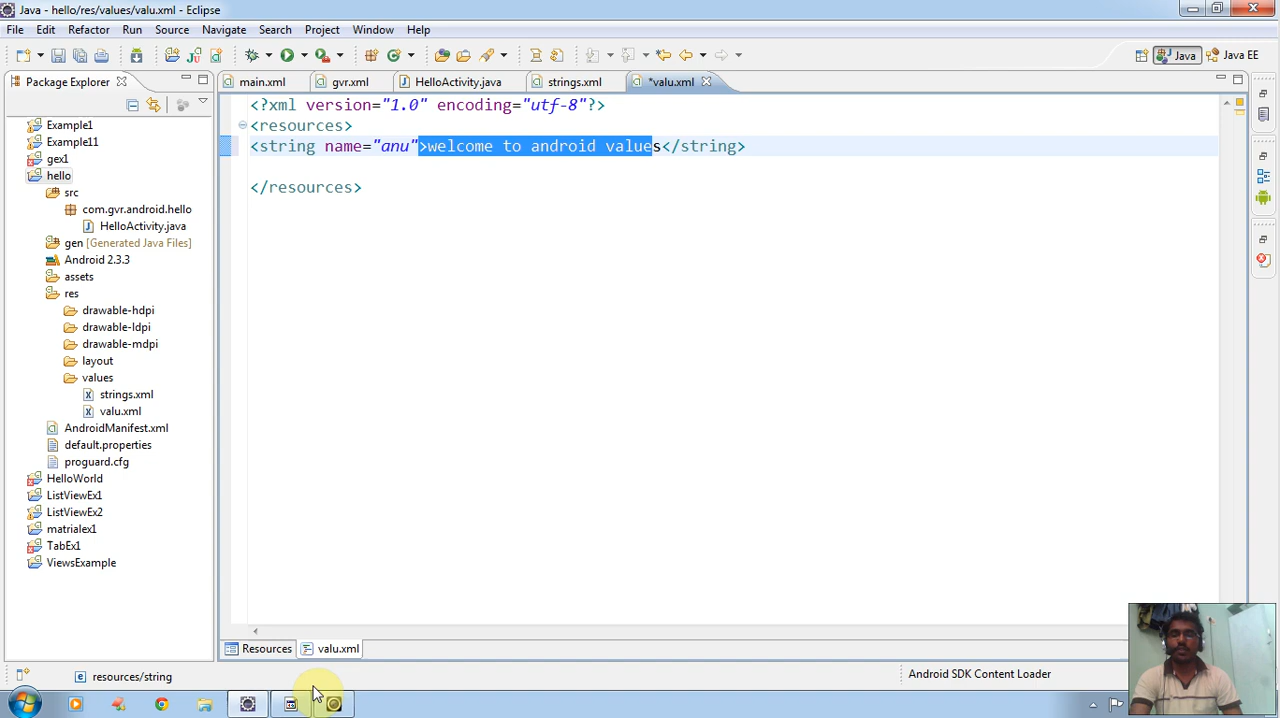 Java - hello/res/values/valu.xml - Eclipse
File Edit Refactor Run Source Navigate Search Project Window Help
Java Java EE
Package Explorer
main.xml gvr.xml HelloActivity.java strings.xml *valu.xml
<?xml version="1.0" encoding="utf-8"?>
<resources>
<string name="anu">welcome to android values</string>
</resources>
Example1
Example11
gex1
hello
src
com.gvr.android.hello
HelloActivity.java
gen [Generated Java Files]
Android 2.3.3
assets
res
drawable-hdpi
drawable-ldpi
drawable-mdpi
layout
values
strings.xml
valu.xml
AndroidManifest.xml
default.properties
proguard.cfg
HelloWorld
ListViewEx1
ListViewEx2
matrialex1
TabEx1
ViewsExample
Resources valu.xml
resources/string
Android SDK Content Loader